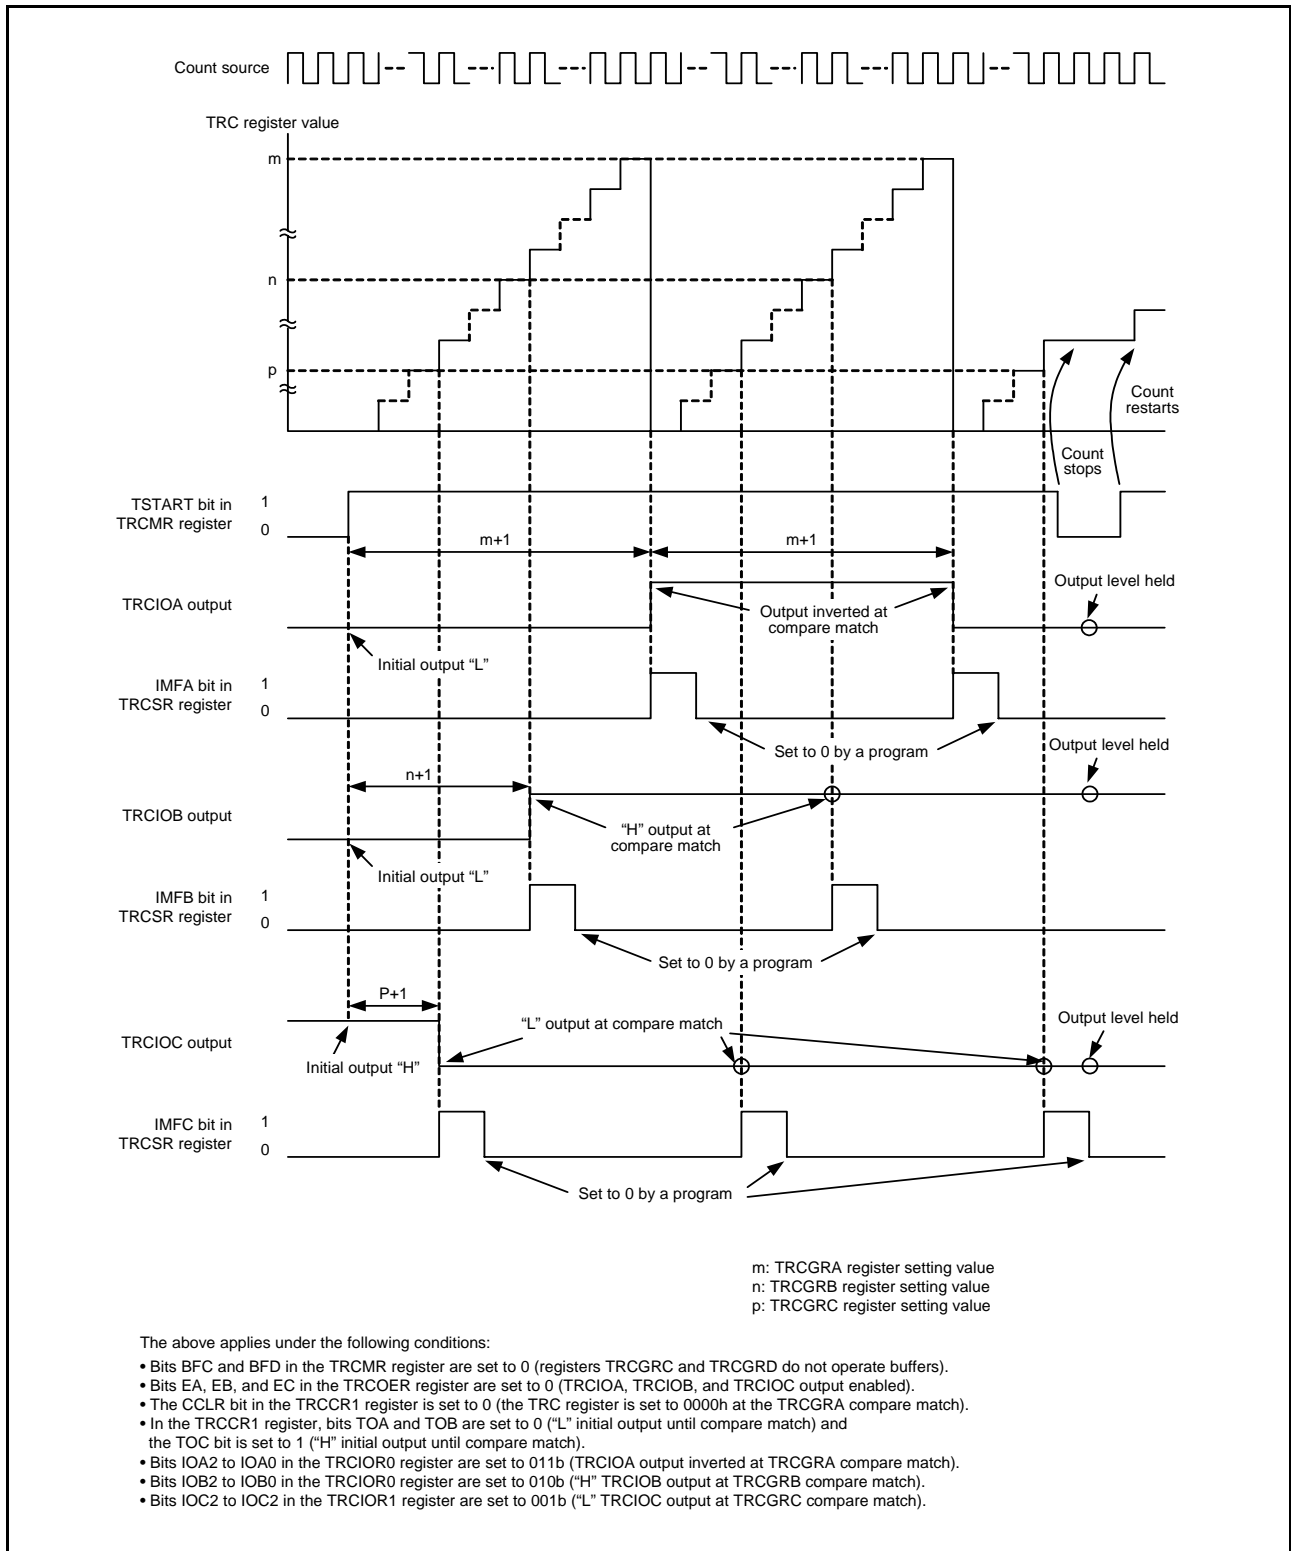 Count source
TRC register value
m
n
p
Count
restarts
Count
stops
TSTART bit in
TRCMR register
1
0
m+1
m+1
TRCIOA output
Output level held
Output inverted at
compare match
Initial output “L”
IMFA bit in
TRCSR register
1
0
Set to 0 by a program
Output level held
n+1
TRCIOB output
“H” output at
compare match
Initial output “L”
IMFB bit in
TRCSR register
1
0
Set to 0 by a program
P+1
“L” output at compare match
Output level held
TRCIOC output
Initial output “H”
IMFC bit in
TRCSR register
1
0
Set to 0 by a program
m: TRCGRA register setting value
n: TRCGRB register setting value
p: TRCGRC register setting value
The above applies under the following conditions:
• Bits BFC and BFD in the TRCMR register are set to 0 (registers TRCGRC and TRCGRD do not operate buffers).
• Bits EA, EB, and EC in the TRCOER register are set to 0 (TRCIOA, TRCIOB, and TRCIOC output enabled).
• The CCLR bit in the TRCCR1 register is set to 0 (the TRC register is set to 0000h at the TRCGRA compare match).
• In the TRCCR1 register, bits TOA and TOB are set to 0 (“L” initial output until compare match) and
the TOC bit is set to 1 (“H” initial output until compare match).
• Bits IOA2 to IOA0 in the TRCIOR0 register are set to 011b (TRCIOA output inverted at TRCGRA compare match).
• Bits IOB2 to IOB0 in the TRCIOR0 register are set to 010b (“H” TRCIOB output at TRCGRB compare match).
• Bits IOC2 to IOC2 in the TRCIOR1 register are set to 001b (“L” TRCIOC output at TRCGRC compare match).